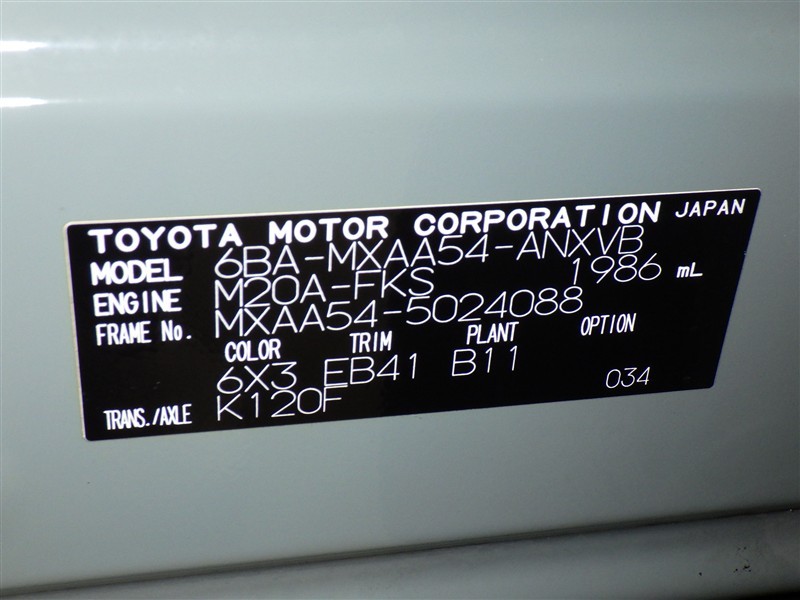 TOYOTA MOTOR CORPORATION JAPAN
MODEL 6BA-MXAA54-ANXVB
ENGINE M20A-FKS 1986 mL
FRAME No. MXAA54-5024088
COLOR TRIM PLANT OPTION
6X3 EB41 B11
TRANS./AXLE K120F 034